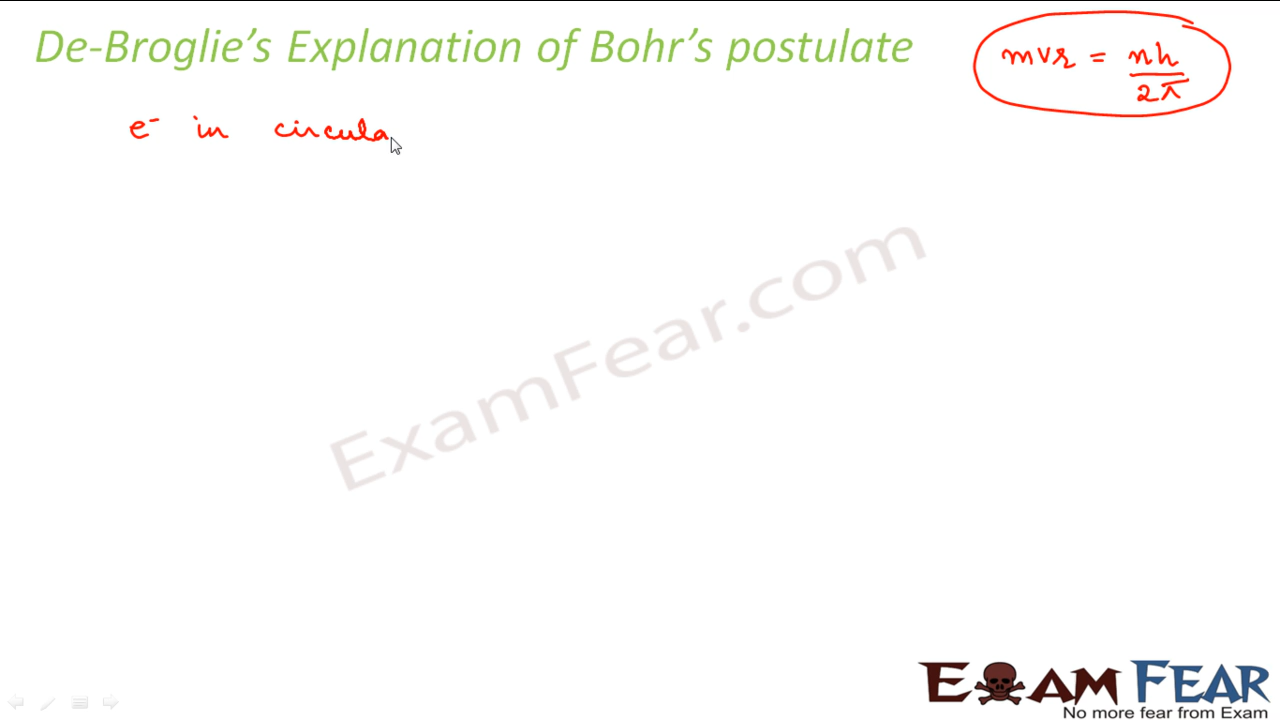 De-Broglie's Explanation of Bohr's postulate
mvr = nh/2π
e⁻ in circula
ExamFear.com
EXAM FEAR
No more fear from Exam